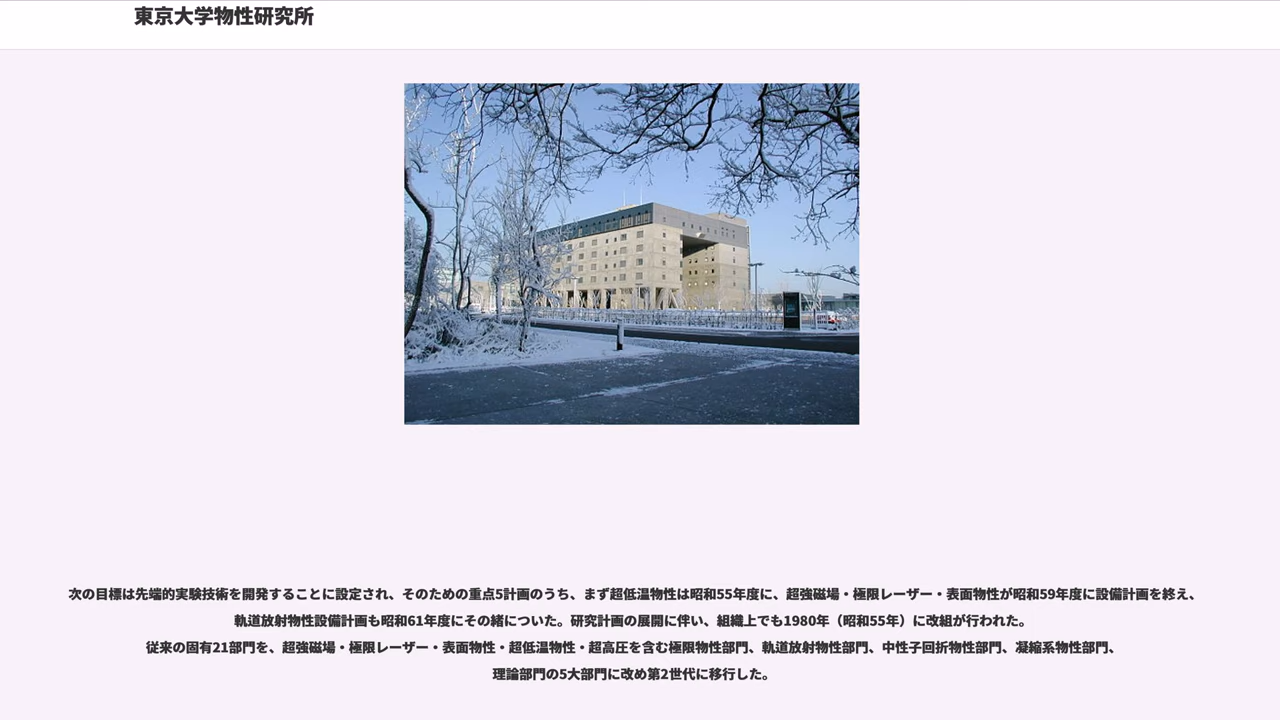 東京大学物性研究所
次の目標は先端的実験技術を開発することに設定され、そのための重点5計画のうち、まず超低温物性は昭和55年度に、超強磁場・極限レーザー・表面物性が昭和59年度に設備計画を終え、
軌道放射物性設備計画も昭和61年度にその緒についた。研究計画の展開に伴い、組織上でも1980年（昭和55年）に改組が行われた。
従来の固有21部門を、超強磁場・極限レーザー・表面物性・超低温物性・超高圧を含む極限物性部門、軌道放射物性部門、中性子回折物性部門、凝縮系物性部門、
理論部門の5大部門に改め第2世代に移行した。